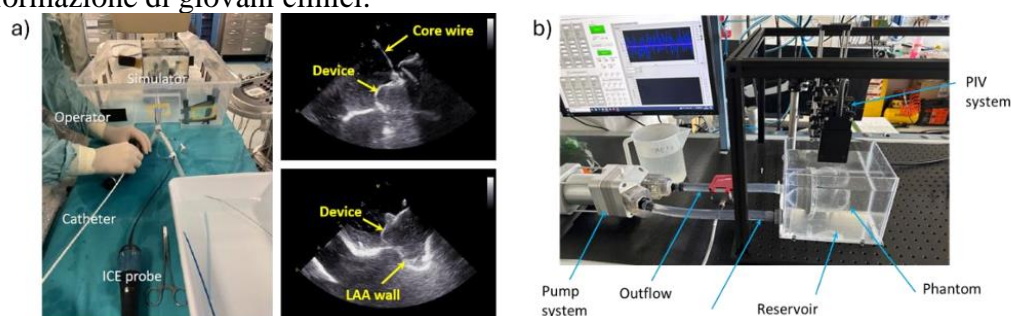 formazione di giovani clinici.
a)
Simulator
Operator
Catheter
ICE probe
Core wire
Device
Device
LAA wall
b)
PIV
system
Pump
system
Outflow
Reservoir
Phantom